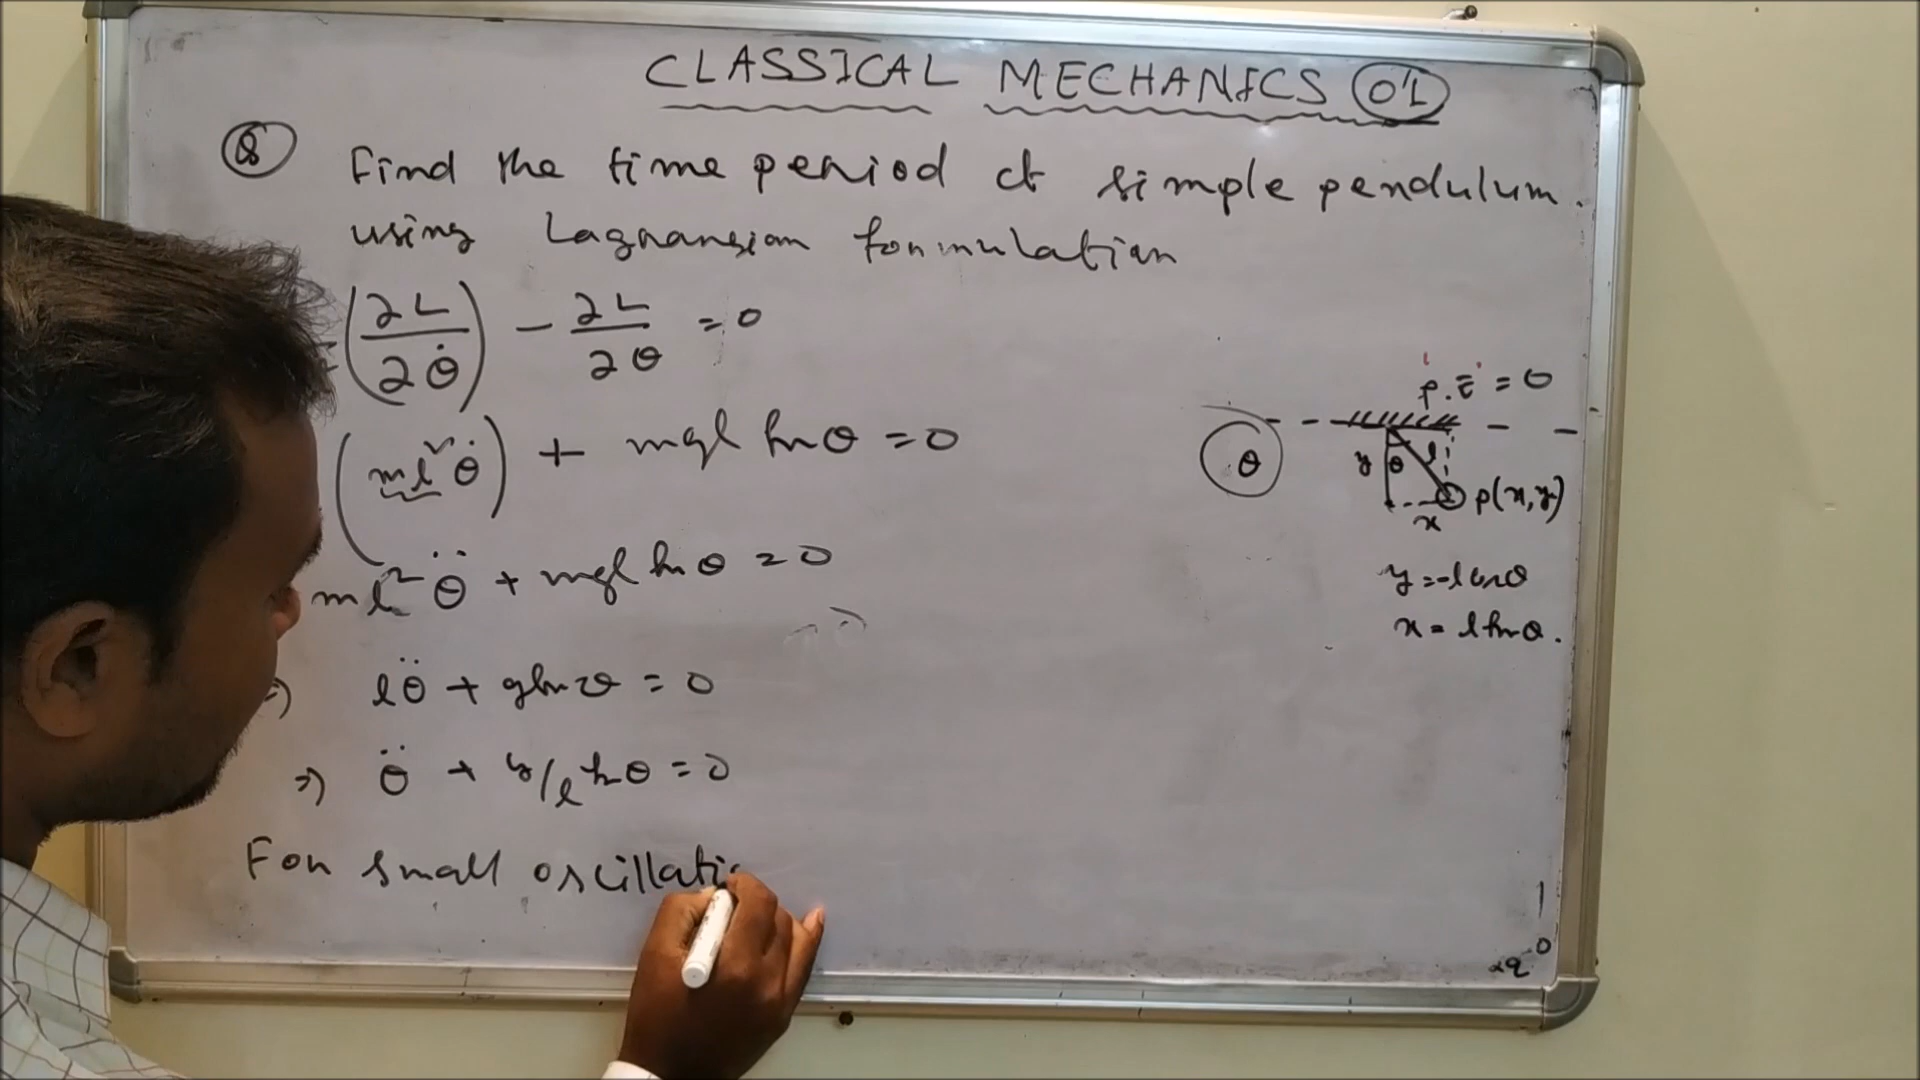 CLASSICAL MECHANICS 01
Q Find the time period of simple pendulum.
using Lagrangian formulation
(∂L/∂θ̇) - ∂L/∂θ = 0
(ml²θ̇) + mgl sinθ = 0
ml²θ̈ + mgl sinθ = 0
⇒ lθ̈ + g sinθ = 0
⇒ θ̈ + g/l sinθ = 0
For small oscillatio
P.E = 0
θ
y θ l
x P(x,y)
y = -l cosθ
x = l sinθ.